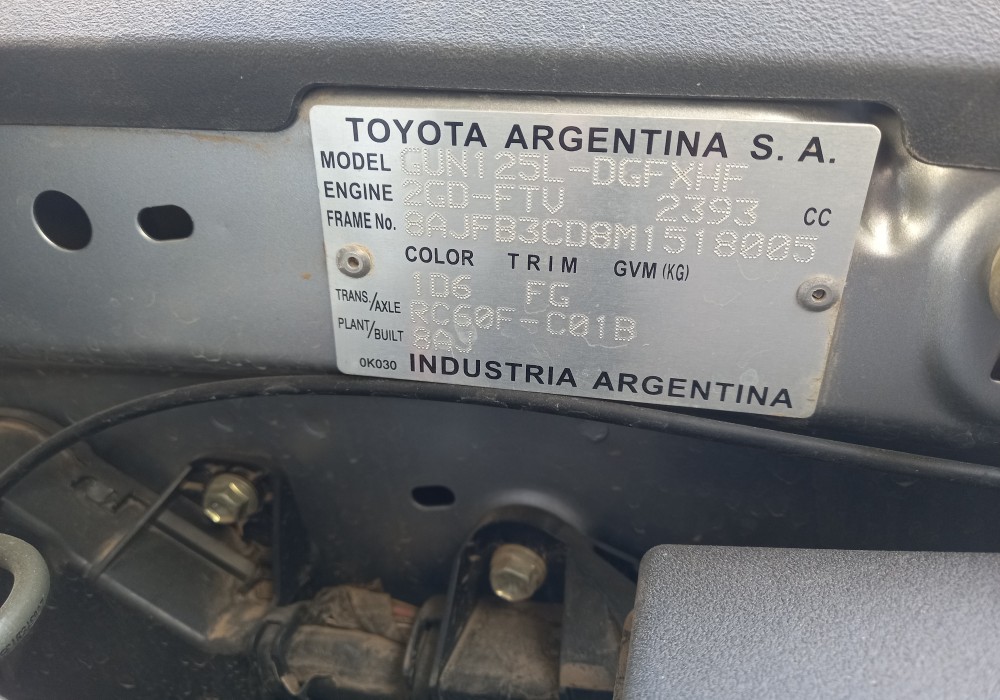 TOYOTA ARGENTINA S. A.
MODEL GUN125L-DGFXHF
ENGINE 2GD-FTV 2393 CC
FRAME No. 8AJFB3CD8M1518005
COLOR TRIM GVM (KG)
1D6 FG
TRANS./AXLE RC60F-C01B
PLANT/BUILT 8AJ
0K030 INDUSTRIA ARGENTINA